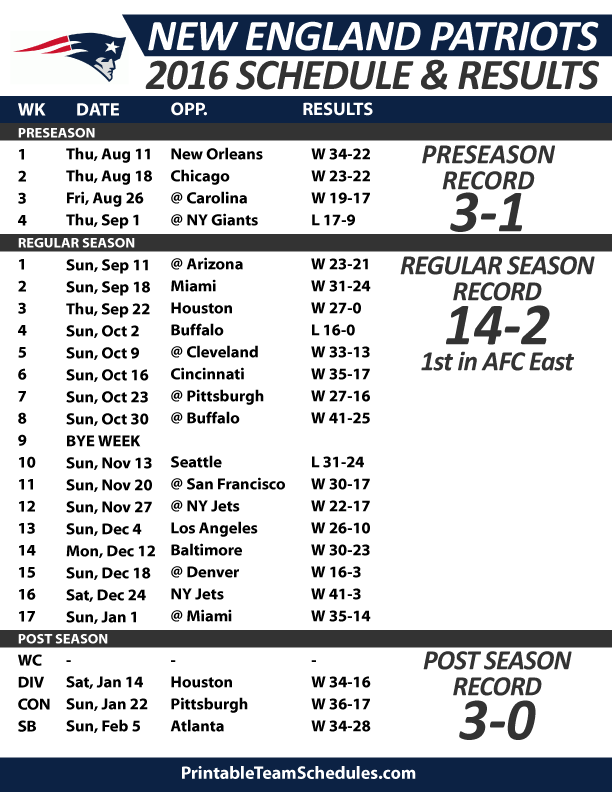 NEW ENGLAND PATRIOTS
2016 SCHEDULE & RESULTS
WK DATE OPP. RESULTS
PRESEASON
1 Thu, Aug 11 New Orleans W 34-22
2 Thu, Aug 18 Chicago W 23-22
3 Fri, Aug 26 @ Carolina W 19-17
4 Thu, Sep 1 @ NY Giants L 17-9
PRESEASON
RECORD
3-1
REGULAR SEASON
1 Sun, Sep 11 @ Arizona W 23-21
2 Sun, Sep 18 Miami W 31-24
3 Thu, Sep 22 Houston W 27-0
4 Sun, Oct 2 Buffalo L 16-0
5 Sun, Oct 9 @ Cleveland W 33-13
6 Sun, Oct 16 Cincinnati W 35-17
7 Sun, Oct 23 @ Pittsburgh W 27-16
8 Sun, Oct 30 @ Buffalo W 41-25
9 BYE WEEK
10 Sun, Nov 13 Seattle L 31-24
11 Sun, Nov 20 @ San Francisco W 30-17
12 Sun, Nov 27 @ NY Jets W 22-17
13 Sun, Dec 4 Los Angeles W 26-10
14 Mon, Dec 12 Baltimore W 30-23
15 Sun, Dec 18 @ Denver W 16-3
16 Sat, Dec 24 NY Jets W 41-3
17 Sun, Jan 1 @ Miami W 35-14
REGULAR SEASON
RECORD
14-2
1st in AFC East
POST SEASON
WC - - -
DIV Sat, Jan 14 Houston W 34-16
CON Sun, Jan 22 Pittsburgh W 36-17
SB Sun, Feb 5 Atlanta W 34-28
POST SEASON
RECORD
3-0
PrintableTeamSchedules.com